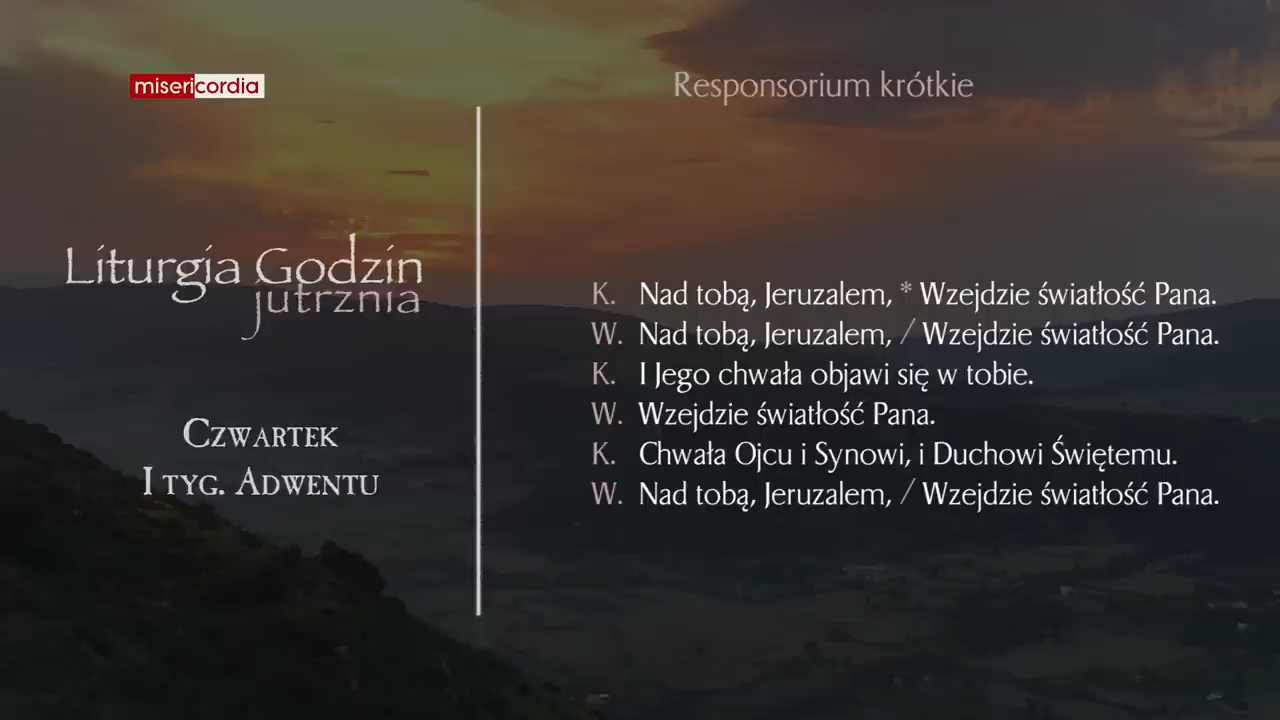 misericordia
Responsorium krótkie
Liturgia Godzin
jutrznia
Czwartek
I tyg. Adwentu
K. Nad tobą, Jeruzalem, * Wzejdzie światłość Pana.
W. Nad tobą, Jeruzalem, / Wzejdzie światłość Pana.
K. I Jego chwała objawi się w tobie.
W. Wzejdzie światłość Pana.
K. Chwała Ojcu i Synowi, i Duchowi Świętemu.
W. Nad tobą, Jeruzalem, / Wzejdzie światłość Pana.